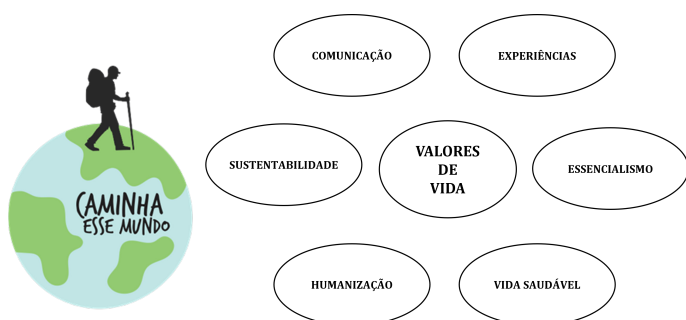 CAMINHA
ESSE MUNDO
COMUNICAÇÃO
EXPERIÊNCIAS
SUSTENTABILIDADE
VALORES
DE
VIDA
ESSENCIALISMO
HUMANIZAÇÃO
VIDA SAUDÁVEL